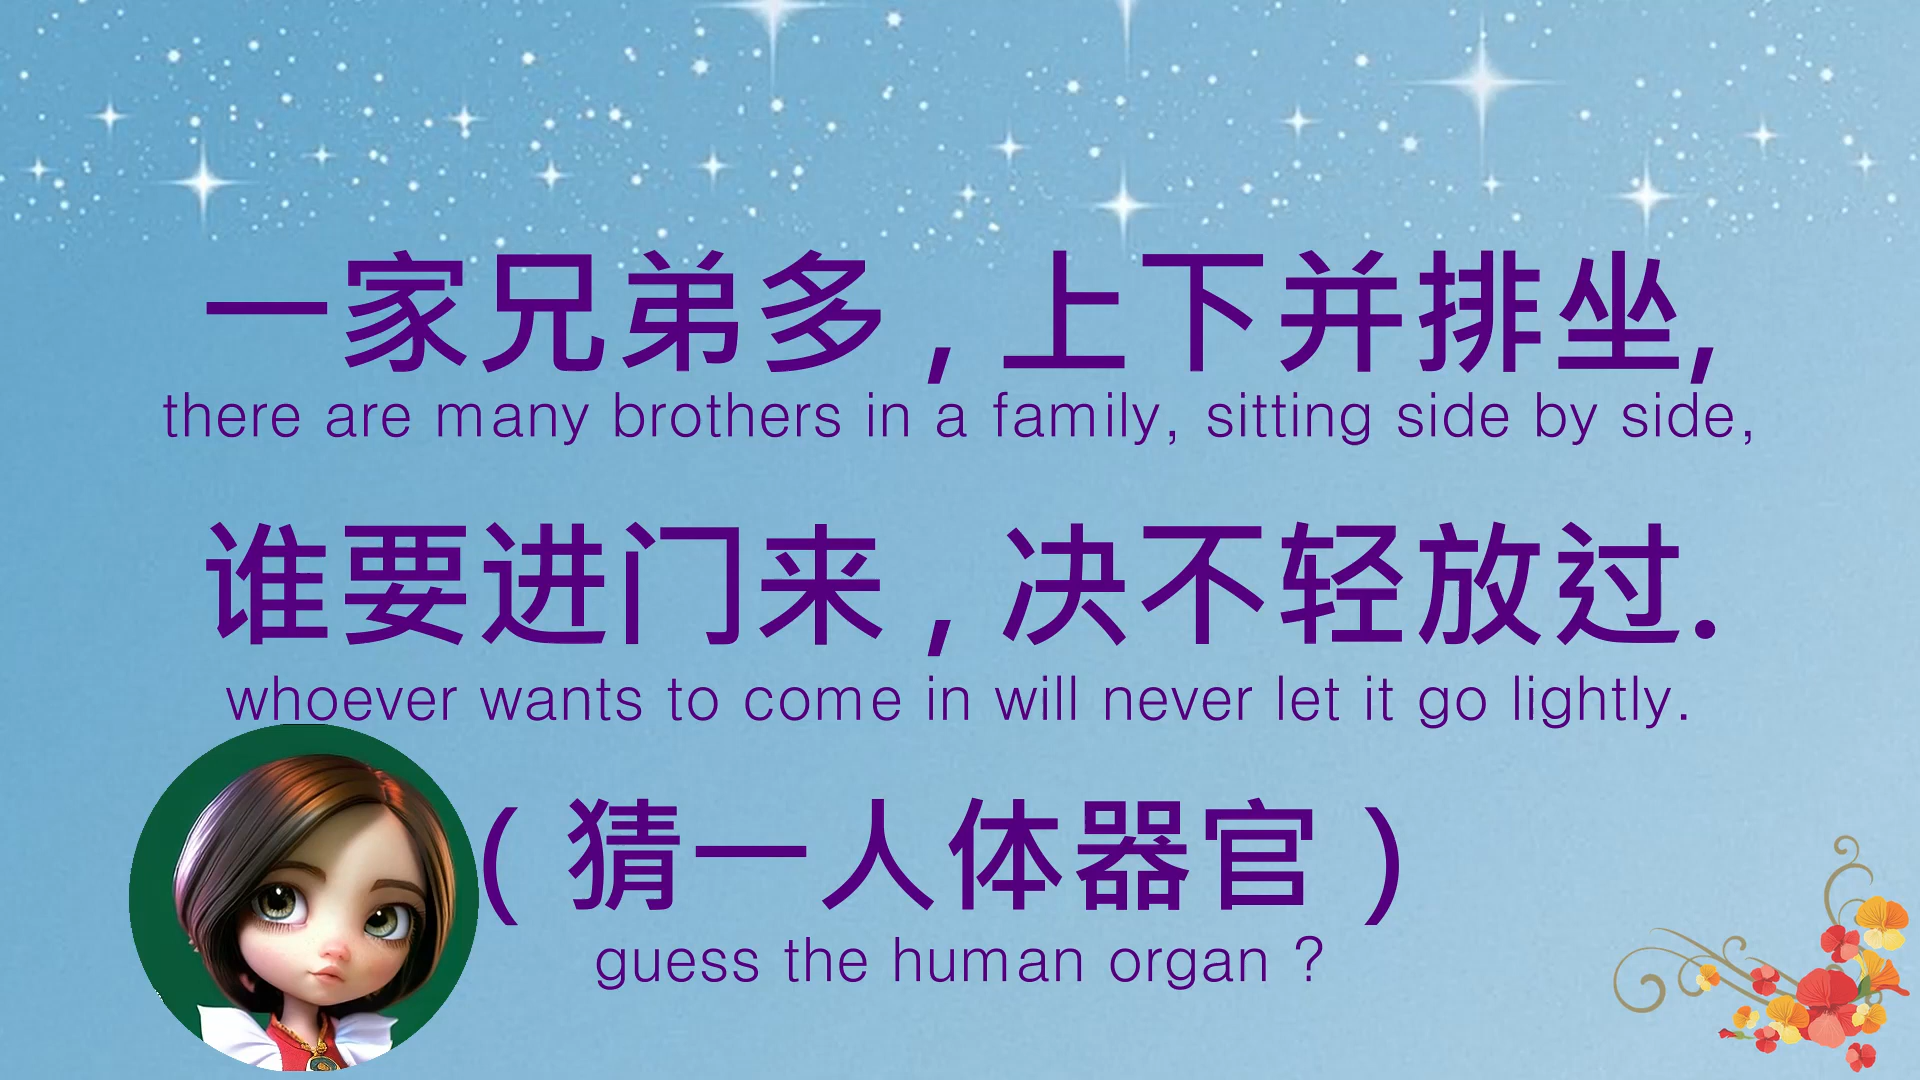 一家兄弟多 , 上下并排坐,
there are many brothers in a family, sitting side by side,
谁要进门来 , 决不轻放过.
whoever wants to come in will never let it go lightly.
( 猜一人体器官 )
guess the human organ ?